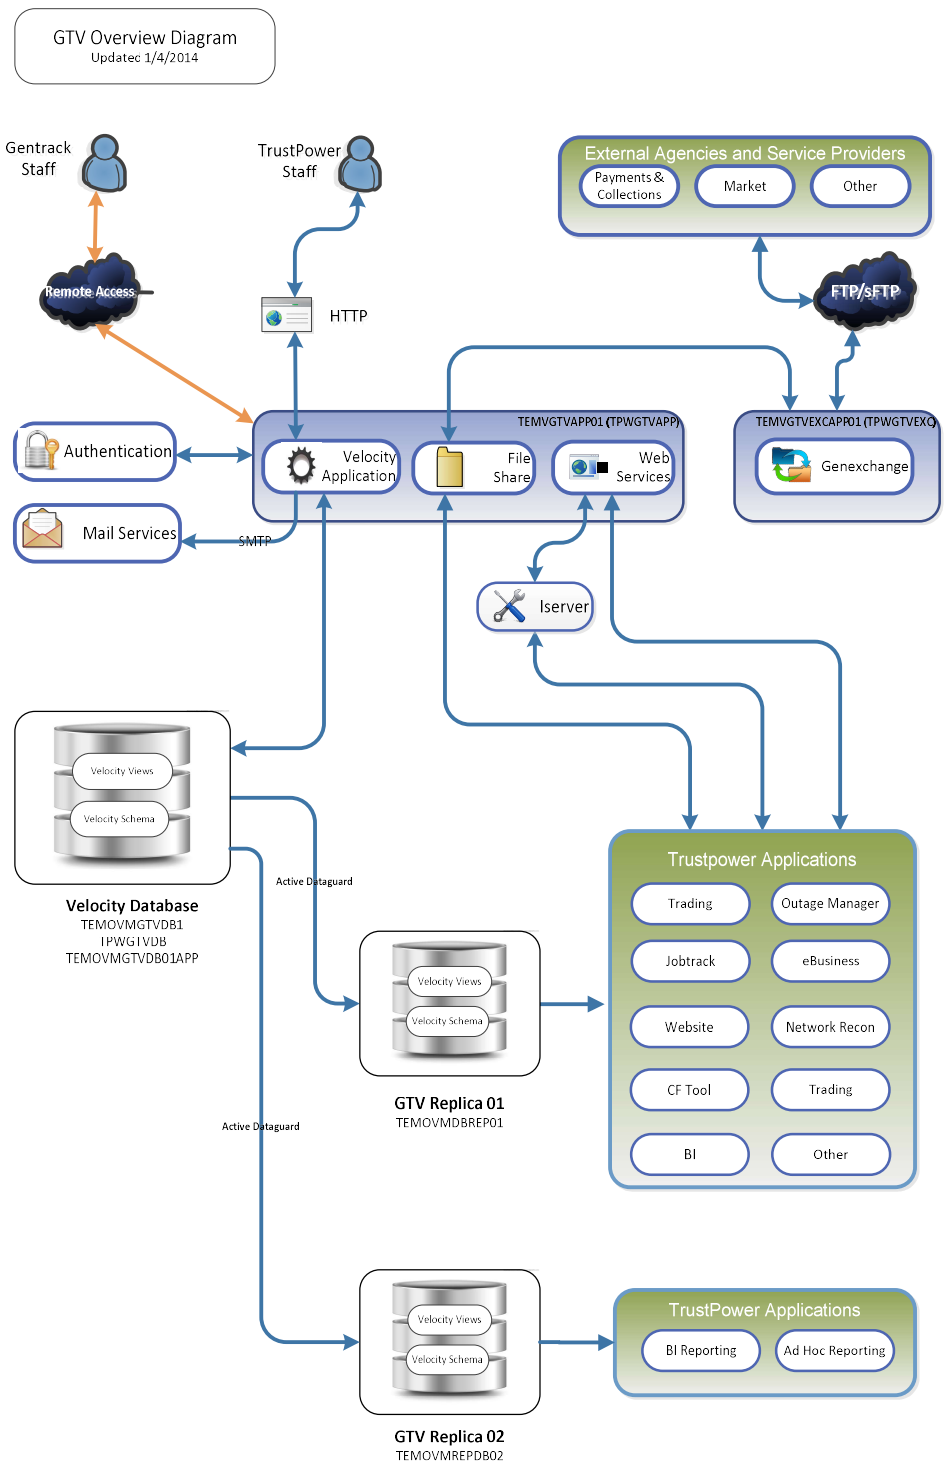 GTV Overview Diagram
Updated 1/4/2014
Gentrack
Staff
TrustPower
Staff
External Agencies and Service Providers
Payments &
Collections
Market
Other
Remote Access
FTP/sFTP
HTTP
TEMVGTVAPP01 (TPWGTVAPP)
TEMVGTVEXCAPP01 (TPWGTVEXC)
Authentication
Velocity
Application
File
Share
Web
Services
Genexchange
Mail Services
SMTP
Iserver
Velocity Views
Velocity Schema
Velocity Database
TEMOVMGTVDB1
TPWGTVDB
TEMOVMGTVDB01APP
Active Dataguard
Trustpower Applications
Trading
Outage Manager
Jobtrack
eBusiness
Website
Network Recon
CF Tool
Trading
BI
Other
Velocity Views
Velocity Schema
GTV Replica 01
TEMOVMDBREP01
Active Dataguard
Velocity Views
Velocity Schema
GTV Replica 02
TEMOVMREPDB02
TrustPower Applications
BI Reporting
Ad Hoc Reporting